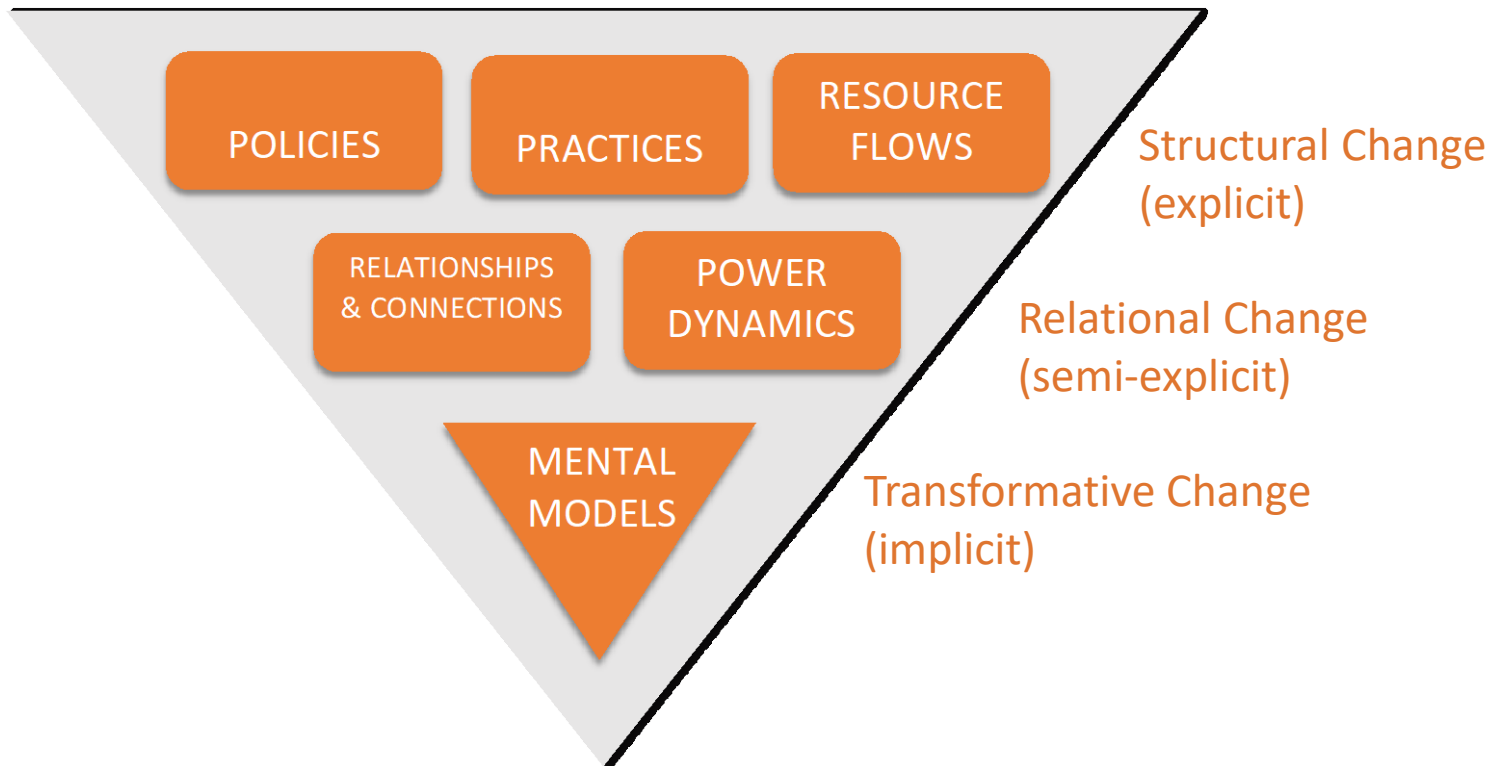 POLICIES
PRACTICES
RESOURCE
FLOWS
Structural Change
(explicit)
RELATIONSHIPS
& CONNECTIONS
POWER
DYNAMICS
Relational Change
(semi-explicit)
MENTAL
MODELS
Transformative Change
(implicit)